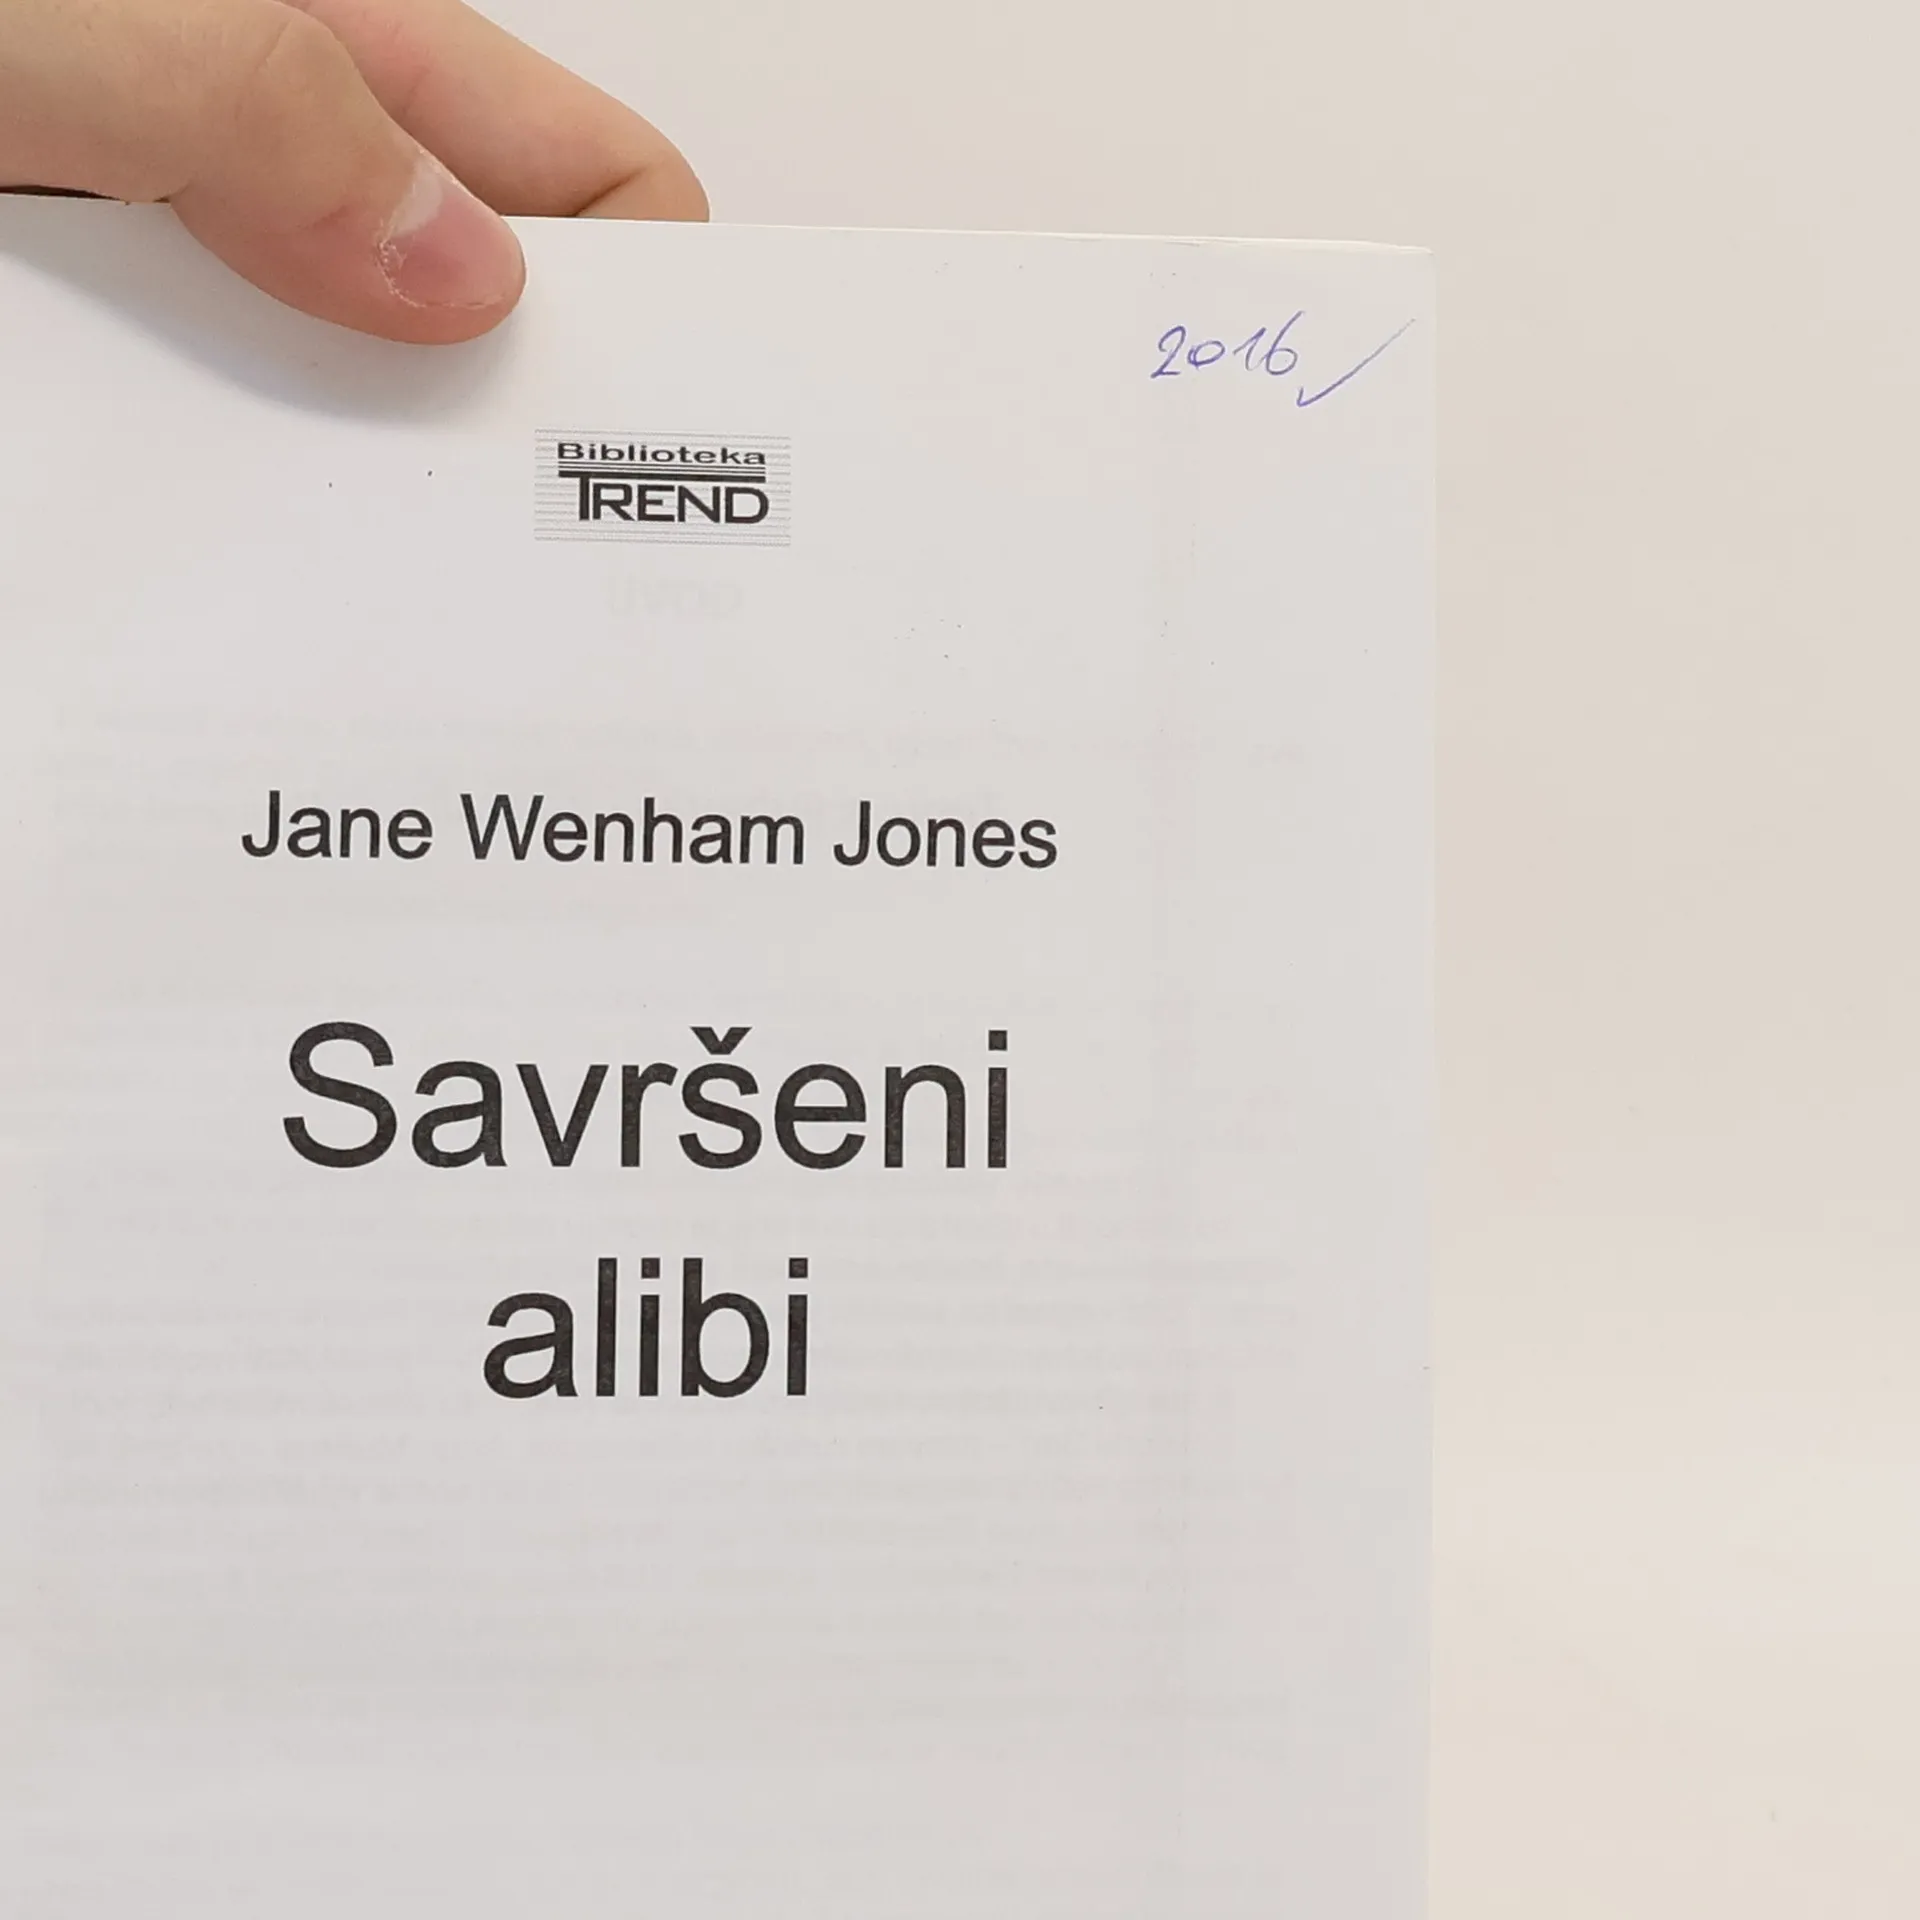 2016 ✓
Biblioteka
TREND
Jane Wenham Jones
Savršeni
alibi